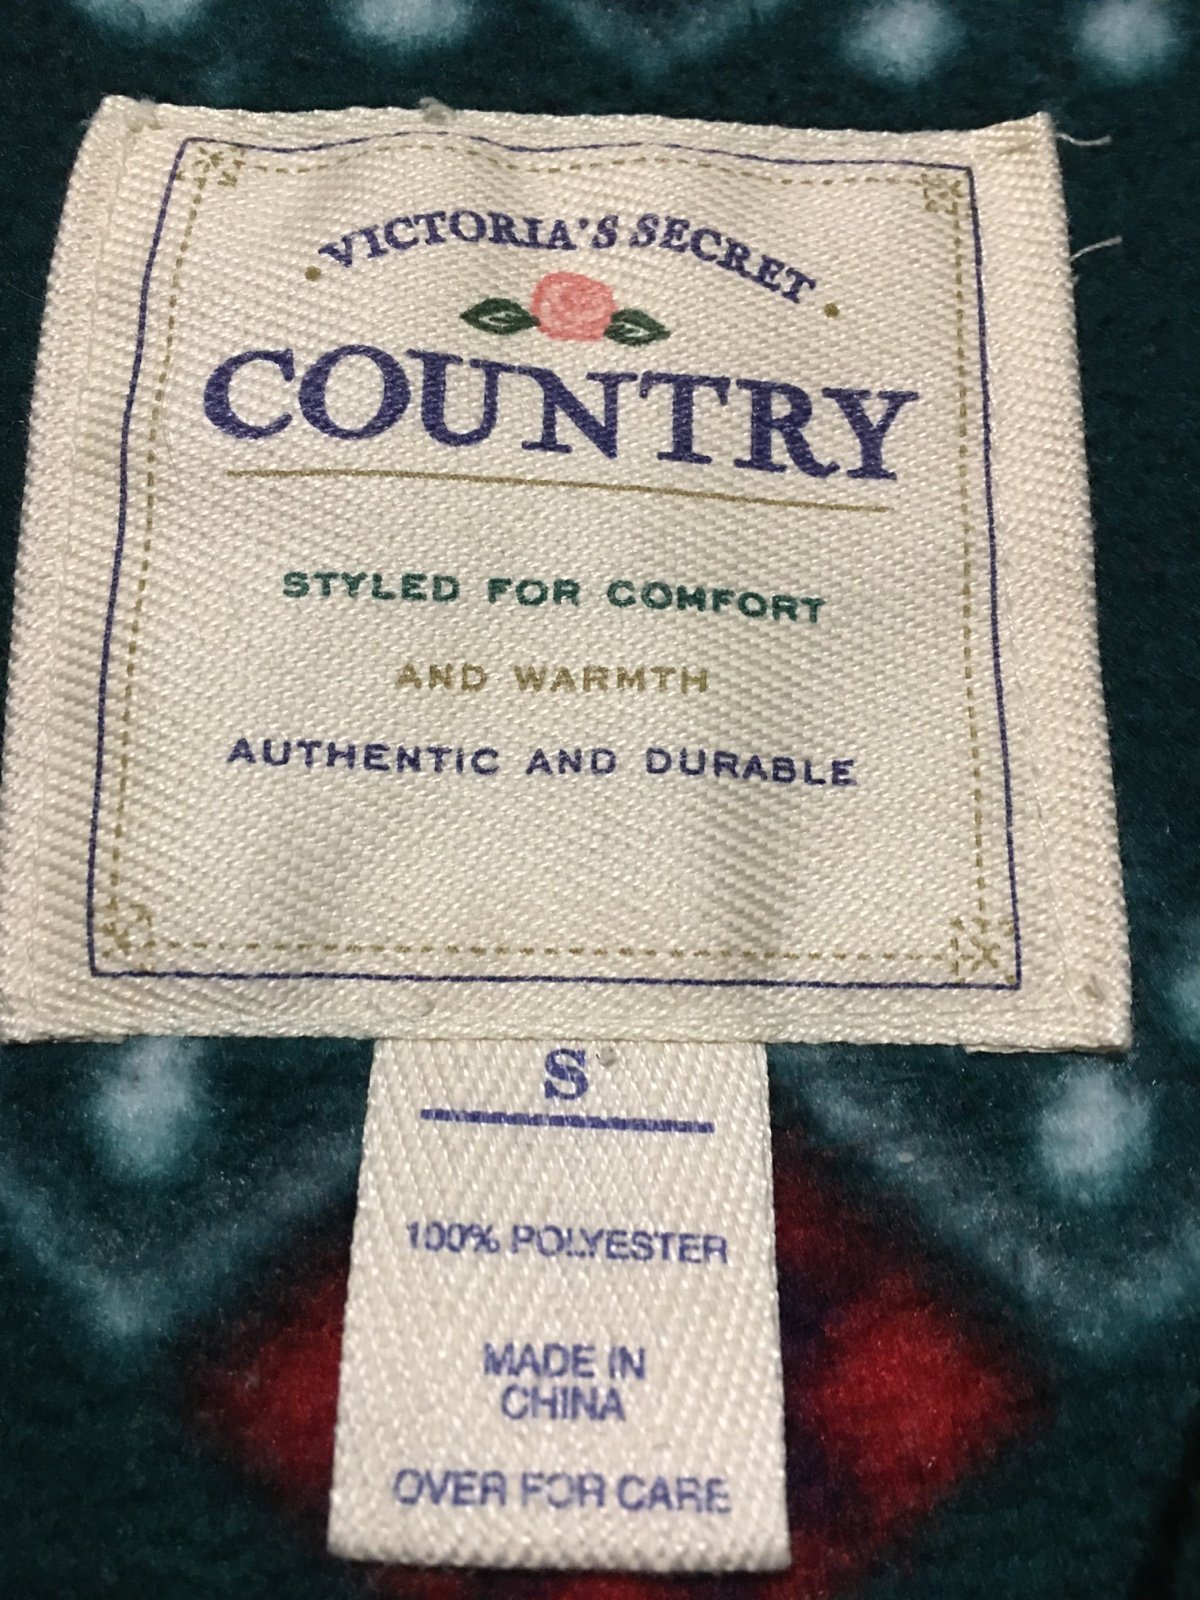 VICTORIA'S SECRET
COUNTRY
STYLED FOR COMFORT
AND WARMTH
AUTHENTIC AND DURABLE
S
100% POLYESTER
MADE IN
CHINA
OVER FOR CARE